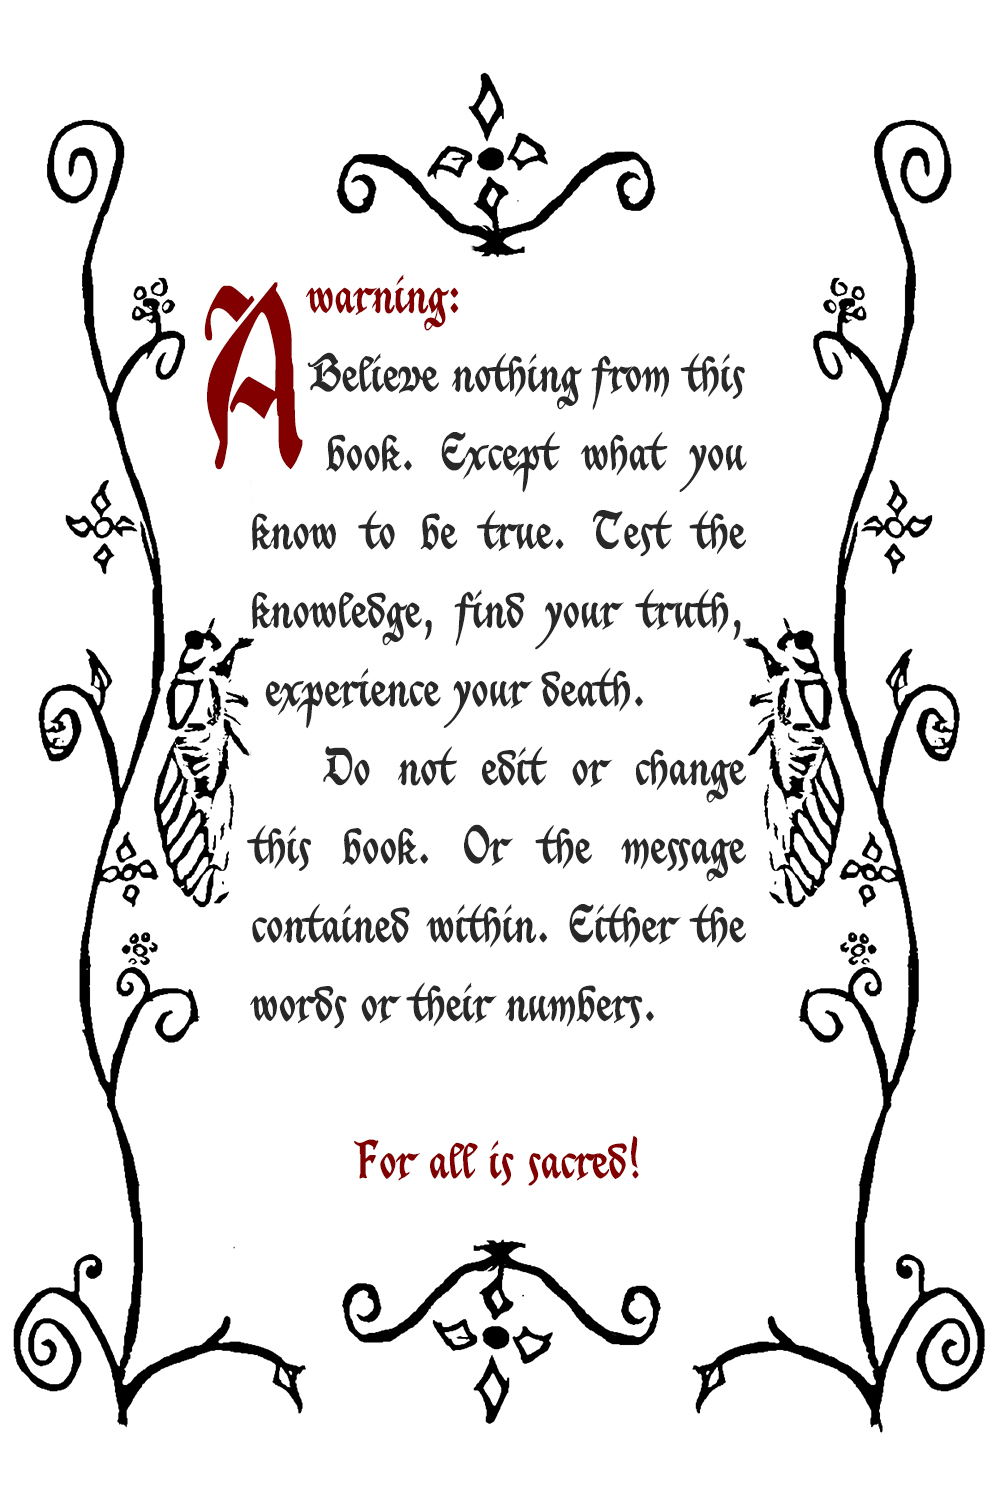 A warning:
Believe nothing from this
book. Except what you
know to be true. Test the
knowledge, find your truth,
experience your death.
Do not edit or change
this book. Or the message
contained within. Either the
words or their numbers.
For all is sacred!